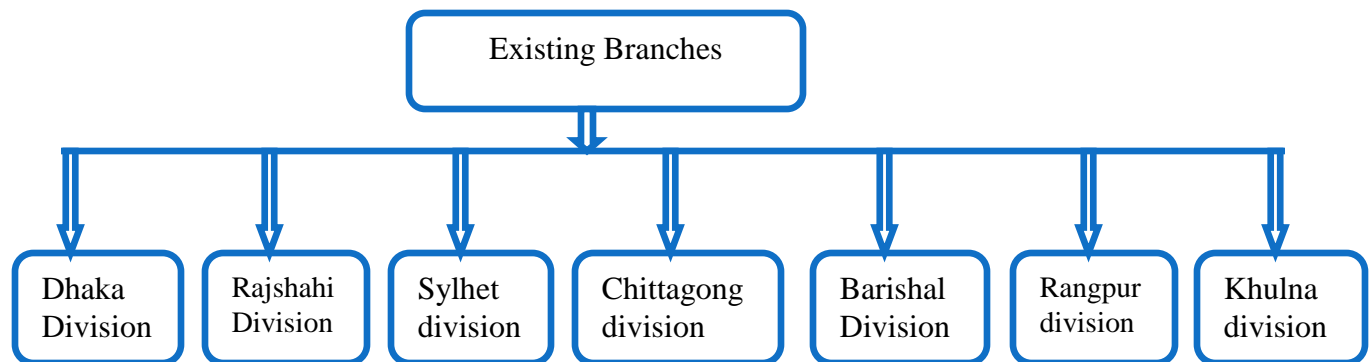 Existing Branches
Dhaka
Division
Rajshahi
Division
Sylhet
division
Chittagong
division
Barishal
Division
Rangpur
division
Khulna
division